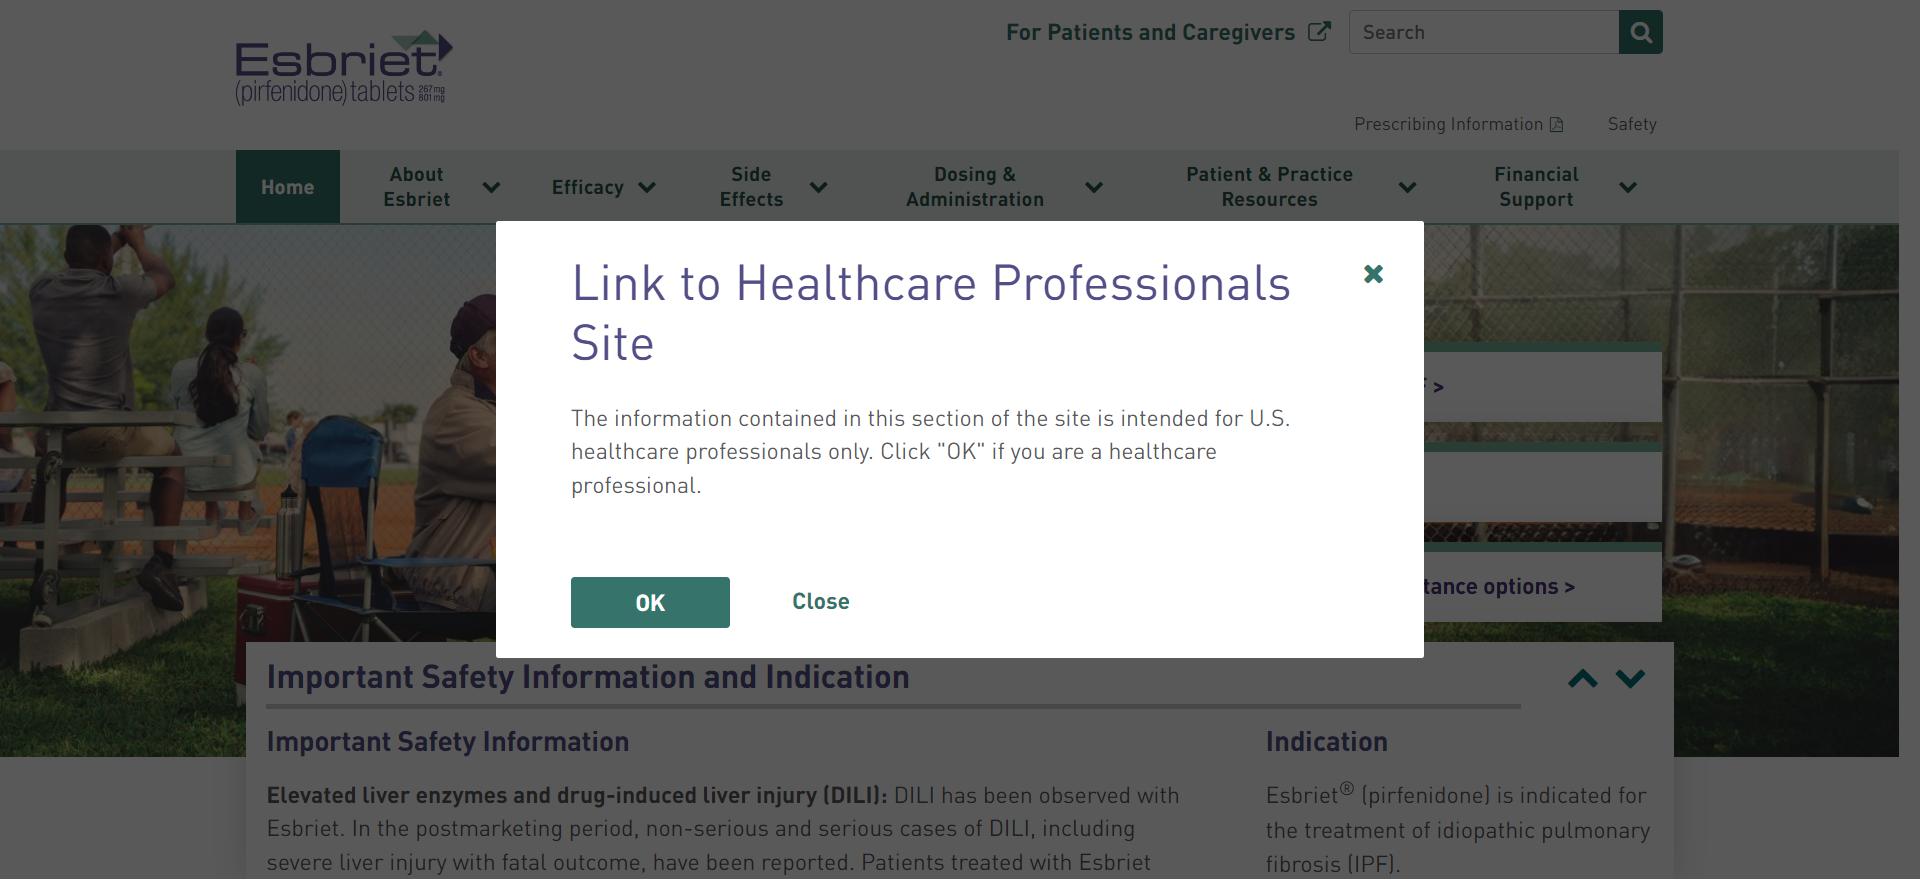 For Patients and Caregivers
Search
Esbriet®
(pirfenidone) tablets 267 mg
801 mg
Prescribing Information
Safety
Home
About
Esbriet
Efficacy
Side
Effects
Dosing &
Administration
Patient & Practice
Resources
Financial
Support
Link to Healthcare Professionals
Site
The information contained in this section of the site is intended for U.S.
healthcare professionals only. Click "OK" if you are a healthcare
professional.
OK
Close
>
tance options >
Important Safety Information and Indication
Important Safety Information
Elevated liver enzymes and drug-induced liver injury (DILI): DILI has been observed with
Esbriet. In the postmarketing period, non-serious and serious cases of DILI, including
severe liver injury with fatal outcome, have been reported. Patients treated with Esbriet
Indication
Esbriet® (pirfenidone) is indicated for
the treatment of idiopathic pulmonary
fibrosis (IPF).